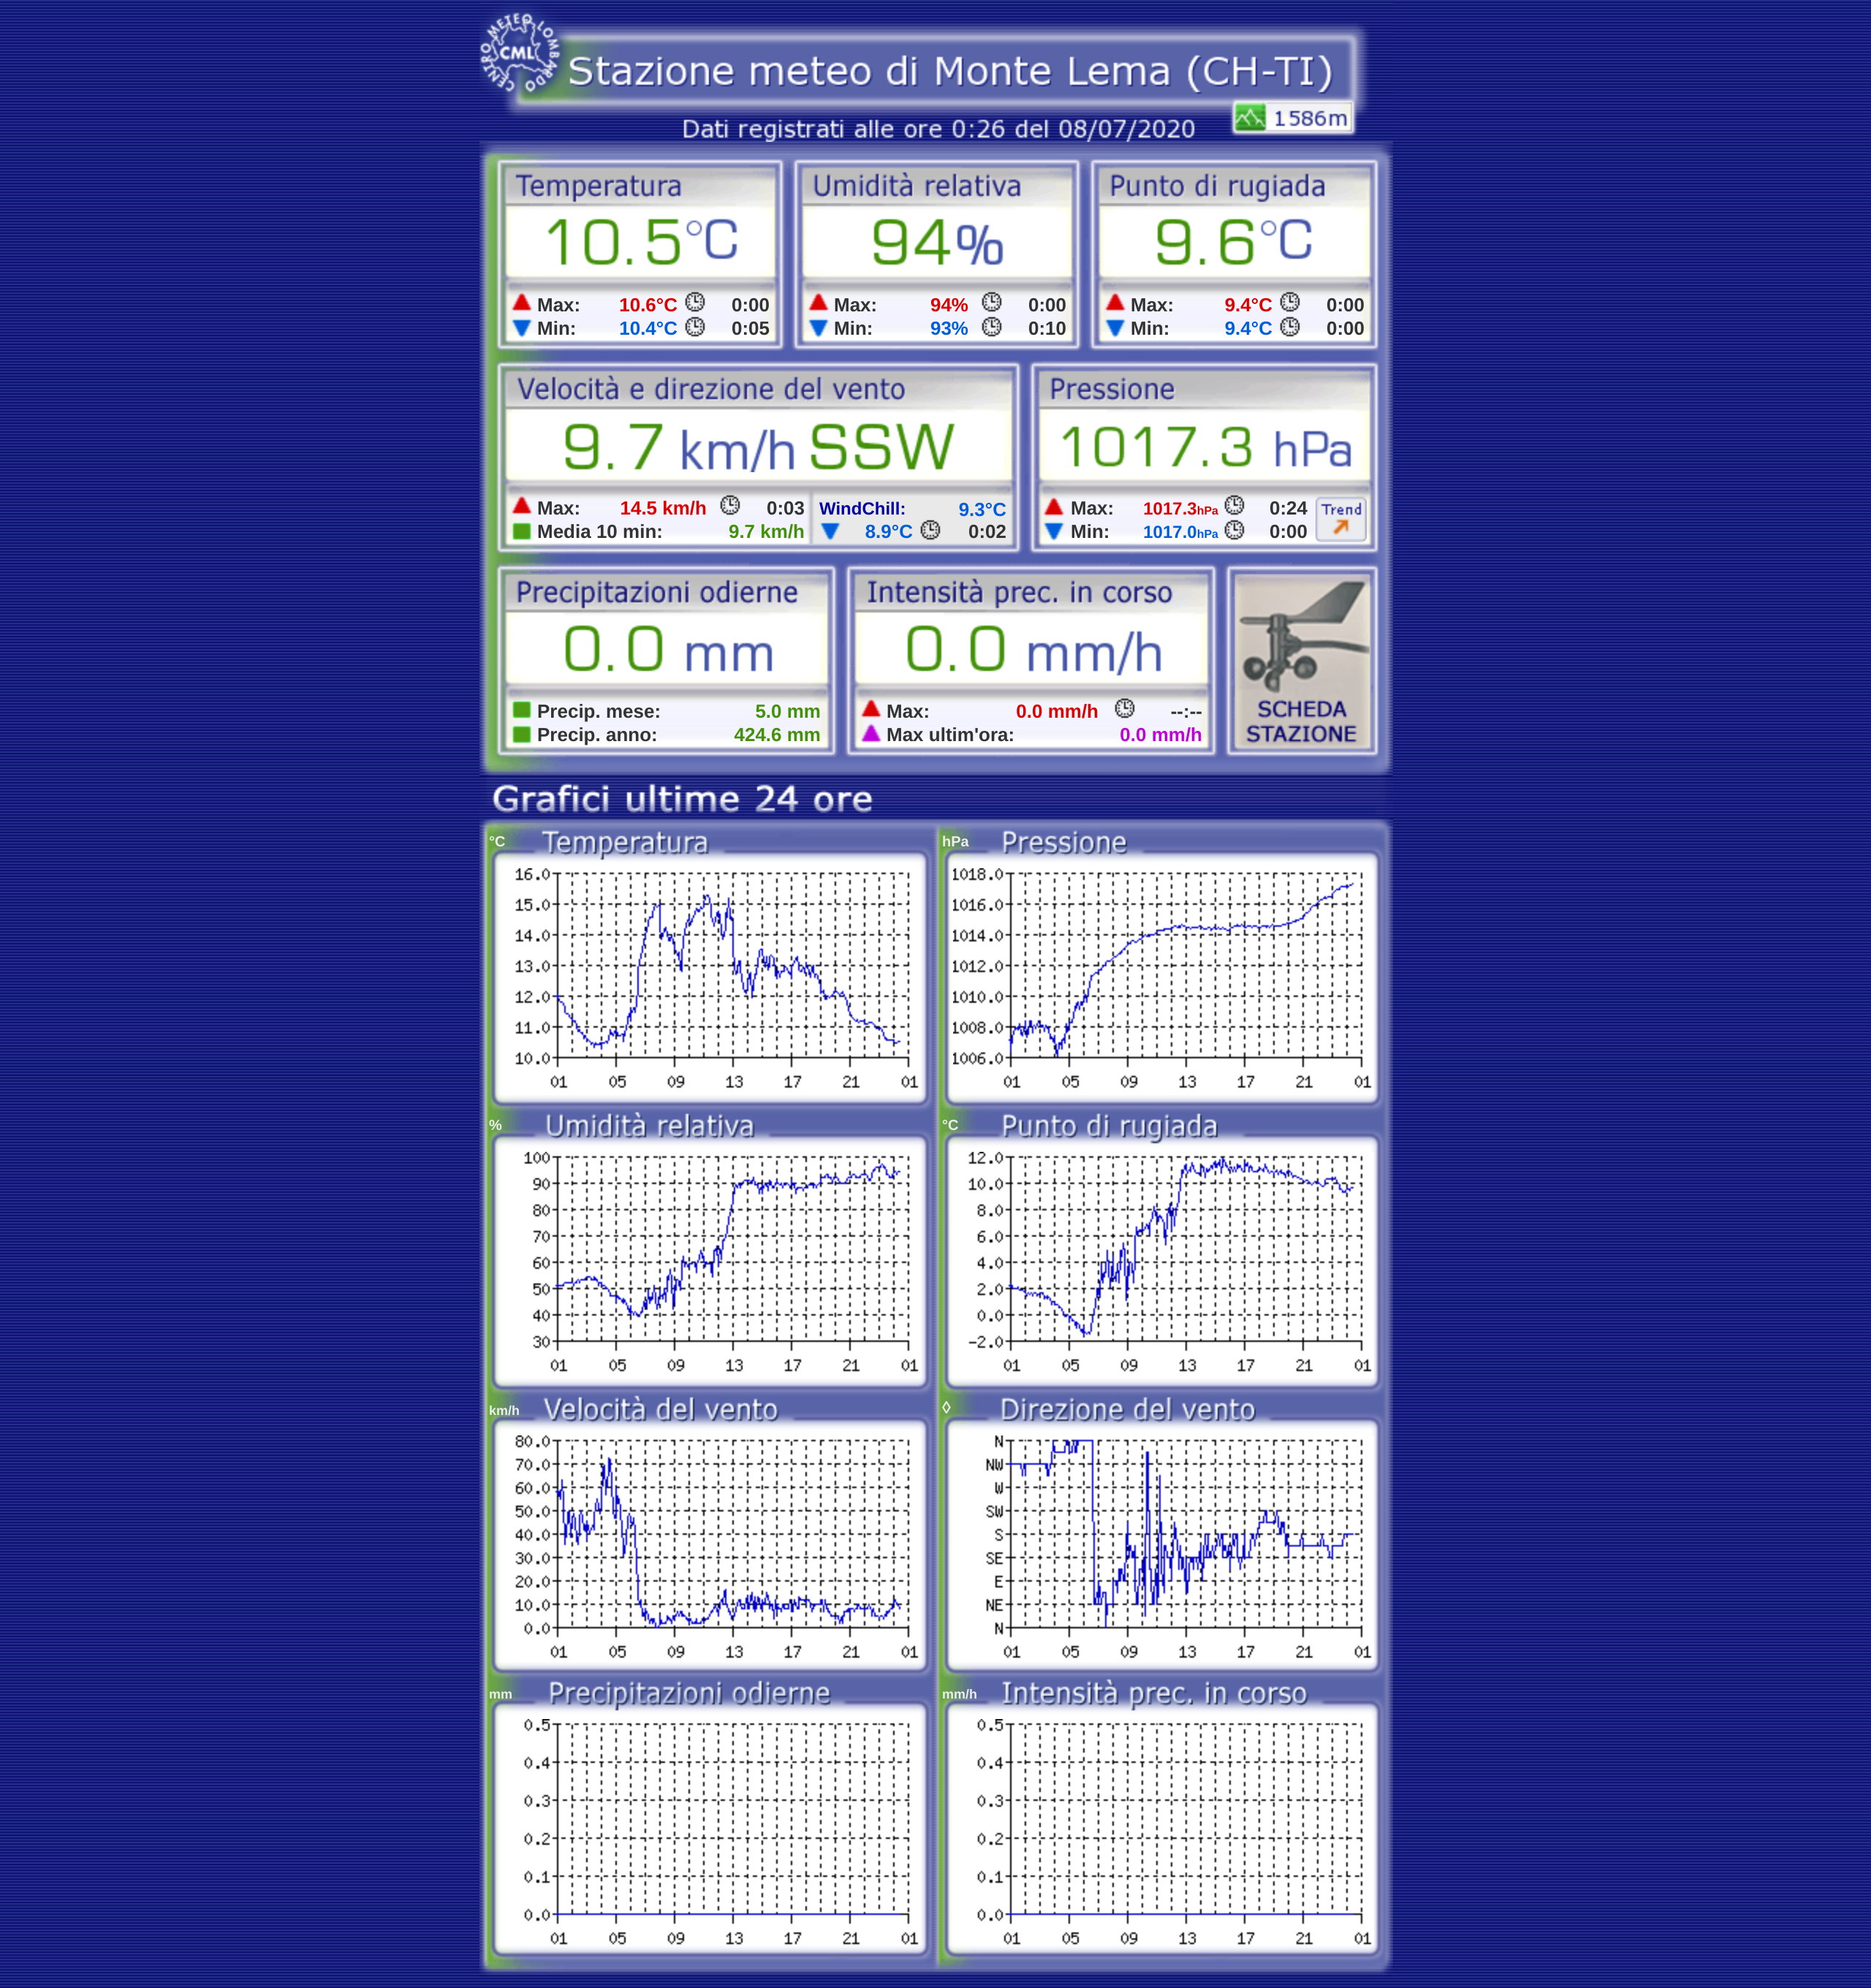 CENTRO METEO LOMBARDO
CML
Stazione meteo di Monte Lema (CH-TI)
1586m
Dati registrati alle ore 0:26 del 08/07/2020
Temperatura
10.5°C
Max: 10.6°C 0:00
Min: 10.4°C 0:05
Umidità relativa
94%
Max: 94% 0:00
Min: 93% 0:10
Punto di rugiada
9.6°C
Max: 9.4°C 0:00
Min: 9.4°C 0:00
Velocità e direzione del vento
9.7 km/h SSW
Max: 14.5 km/h 0:03
Media 10 min: 9.7 km/h
WindChill: 9.3°C
8.9°C 0:02
Pressione
1017.3 hPa
Max: 1017.3hPa 0:24
Min: 1017.0hPa 0:00
Trend
Precipitazioni odierne
0.0 mm
Precip. mese: 5.0 mm
Precip. anno: 424.6 mm
Intensità prec. in corso
0.0 mm/h
Max: 0.0 mm/h --:--
Max ultim'ora: 0.0 mm/h
SCHEDA
STAZIONE
Grafici ultime 24 ore
°C Temperatura
16.0
15.0
14.0
13.0
12.0
11.0
10.0
01 05 09 13 17 21 01
hPa Pressione
1018.0
1016.0
1014.0
1012.0
1010.0
1008.0
1006.0
01 05 09 13 17 21 01
% Umidità relativa
100
90
80
70
60
50
40
30
01 05 09 13 17 21 01
°C Punto di rugiada
12.0
10.0
8.0
6.0
4.0
2.0
0.0
-2.0
01 05 09 13 17 21 01
km/h Velocità del vento
80.0
70.0
60.0
50.0
40.0
30.0
20.0
10.0
0.0
01 05 09 13 17 21 01
◊ Direzione del vento
N
NW
W
SW
S
SE
E
NE
N
01 05 09 13 17 21 01
mm Precipitazioni odierne
0.5
0.4
0.3
0.2
0.1
0.0
01 05 09 13 17 21 01
mm/h Intensità prec. in corso
0.5
0.4
0.3
0.2
0.1
0.0
01 05 09 13 17 21 01